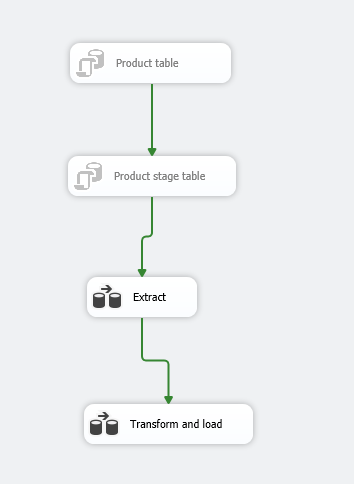 Product table
Product stage table
Extract
Transform and load